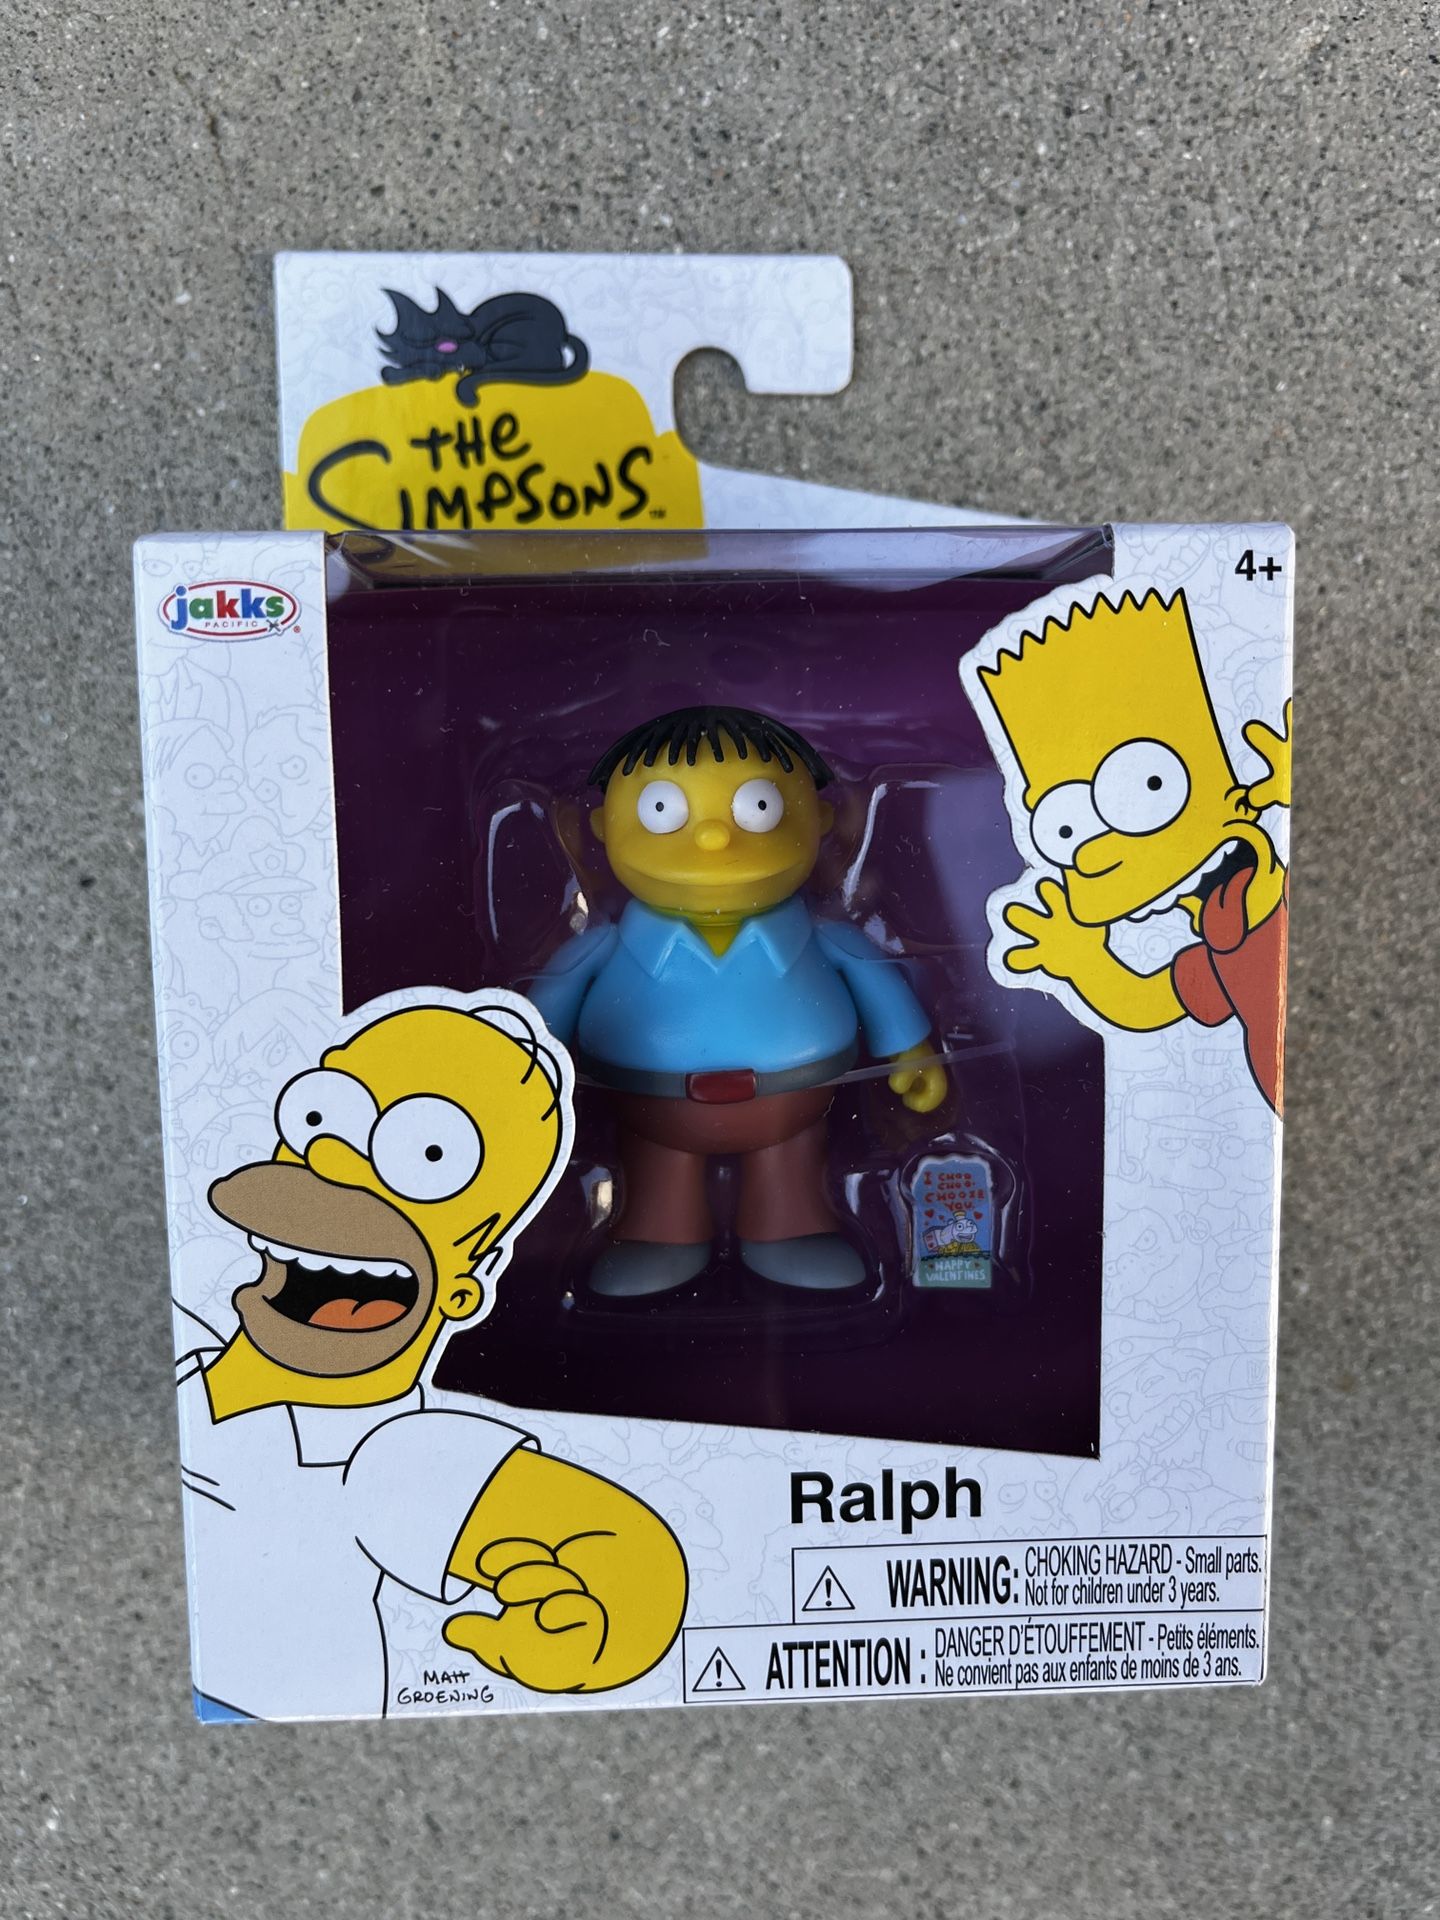 THE
SIMPSONS™
jakks®
PACIFIC
4+
I CHOO
CHOO-
CHOOSE
YOU
HAPPY
VALENTINES
Ralph
WARNING: CHOKING HAZARD - Small parts.
Not for children under 3 years.
ATTENTION : DANGER D'ÉTOUFFEMENT - Petits éléments.
Ne convient pas aux enfants de moins de 3 ans.
MATT
GROENING